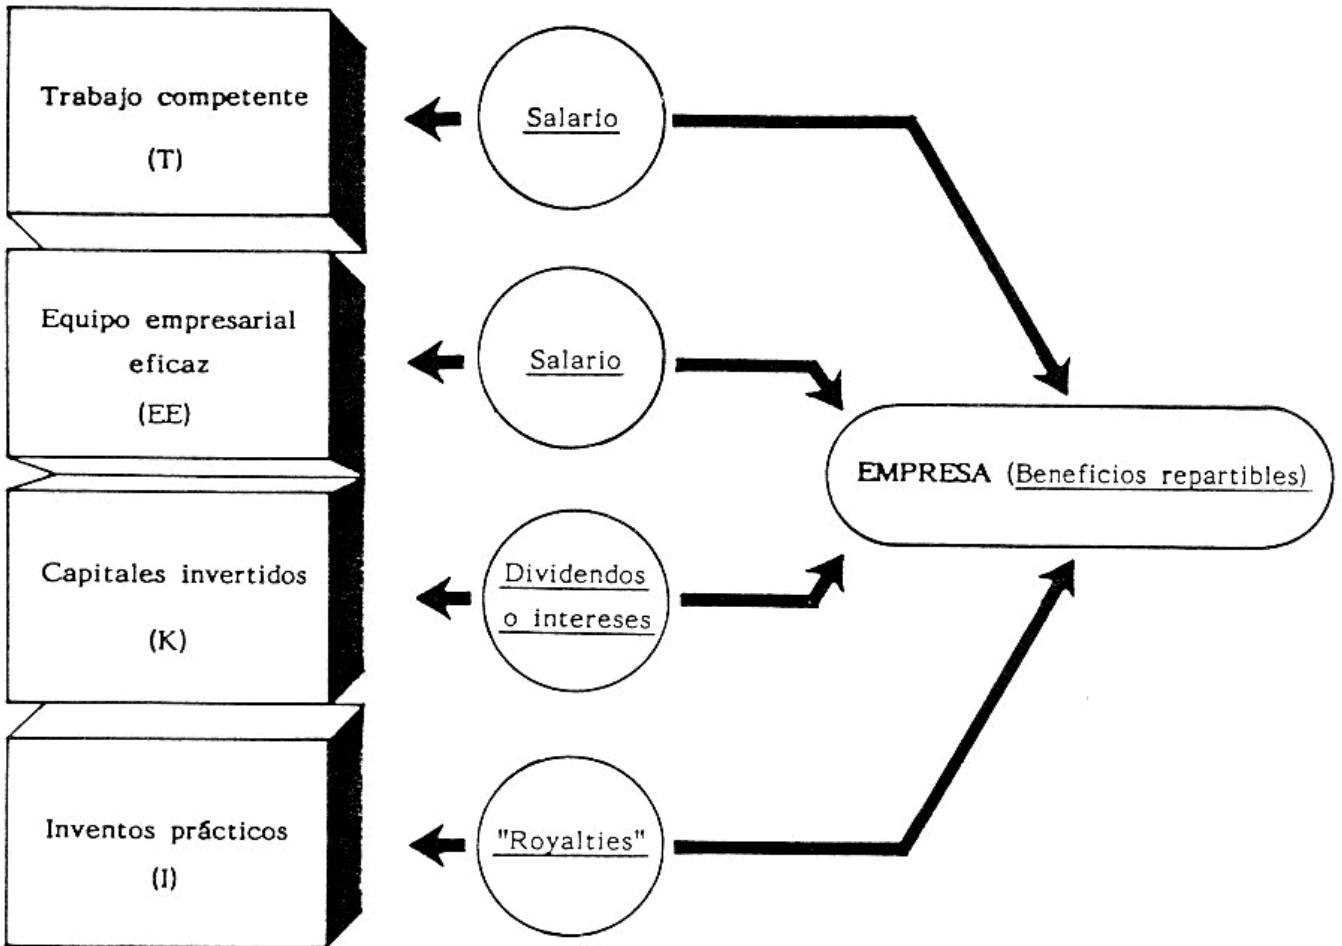 Trabajo competente
(T)
Salario
Equipo empresarial
eficaz
(EE)
Salario
EMPRESA (Beneficios repartibles)
Capitales invertidos
(K)
Dividendos
o intereses
Inventos prácticos
(I)
"Royalties"